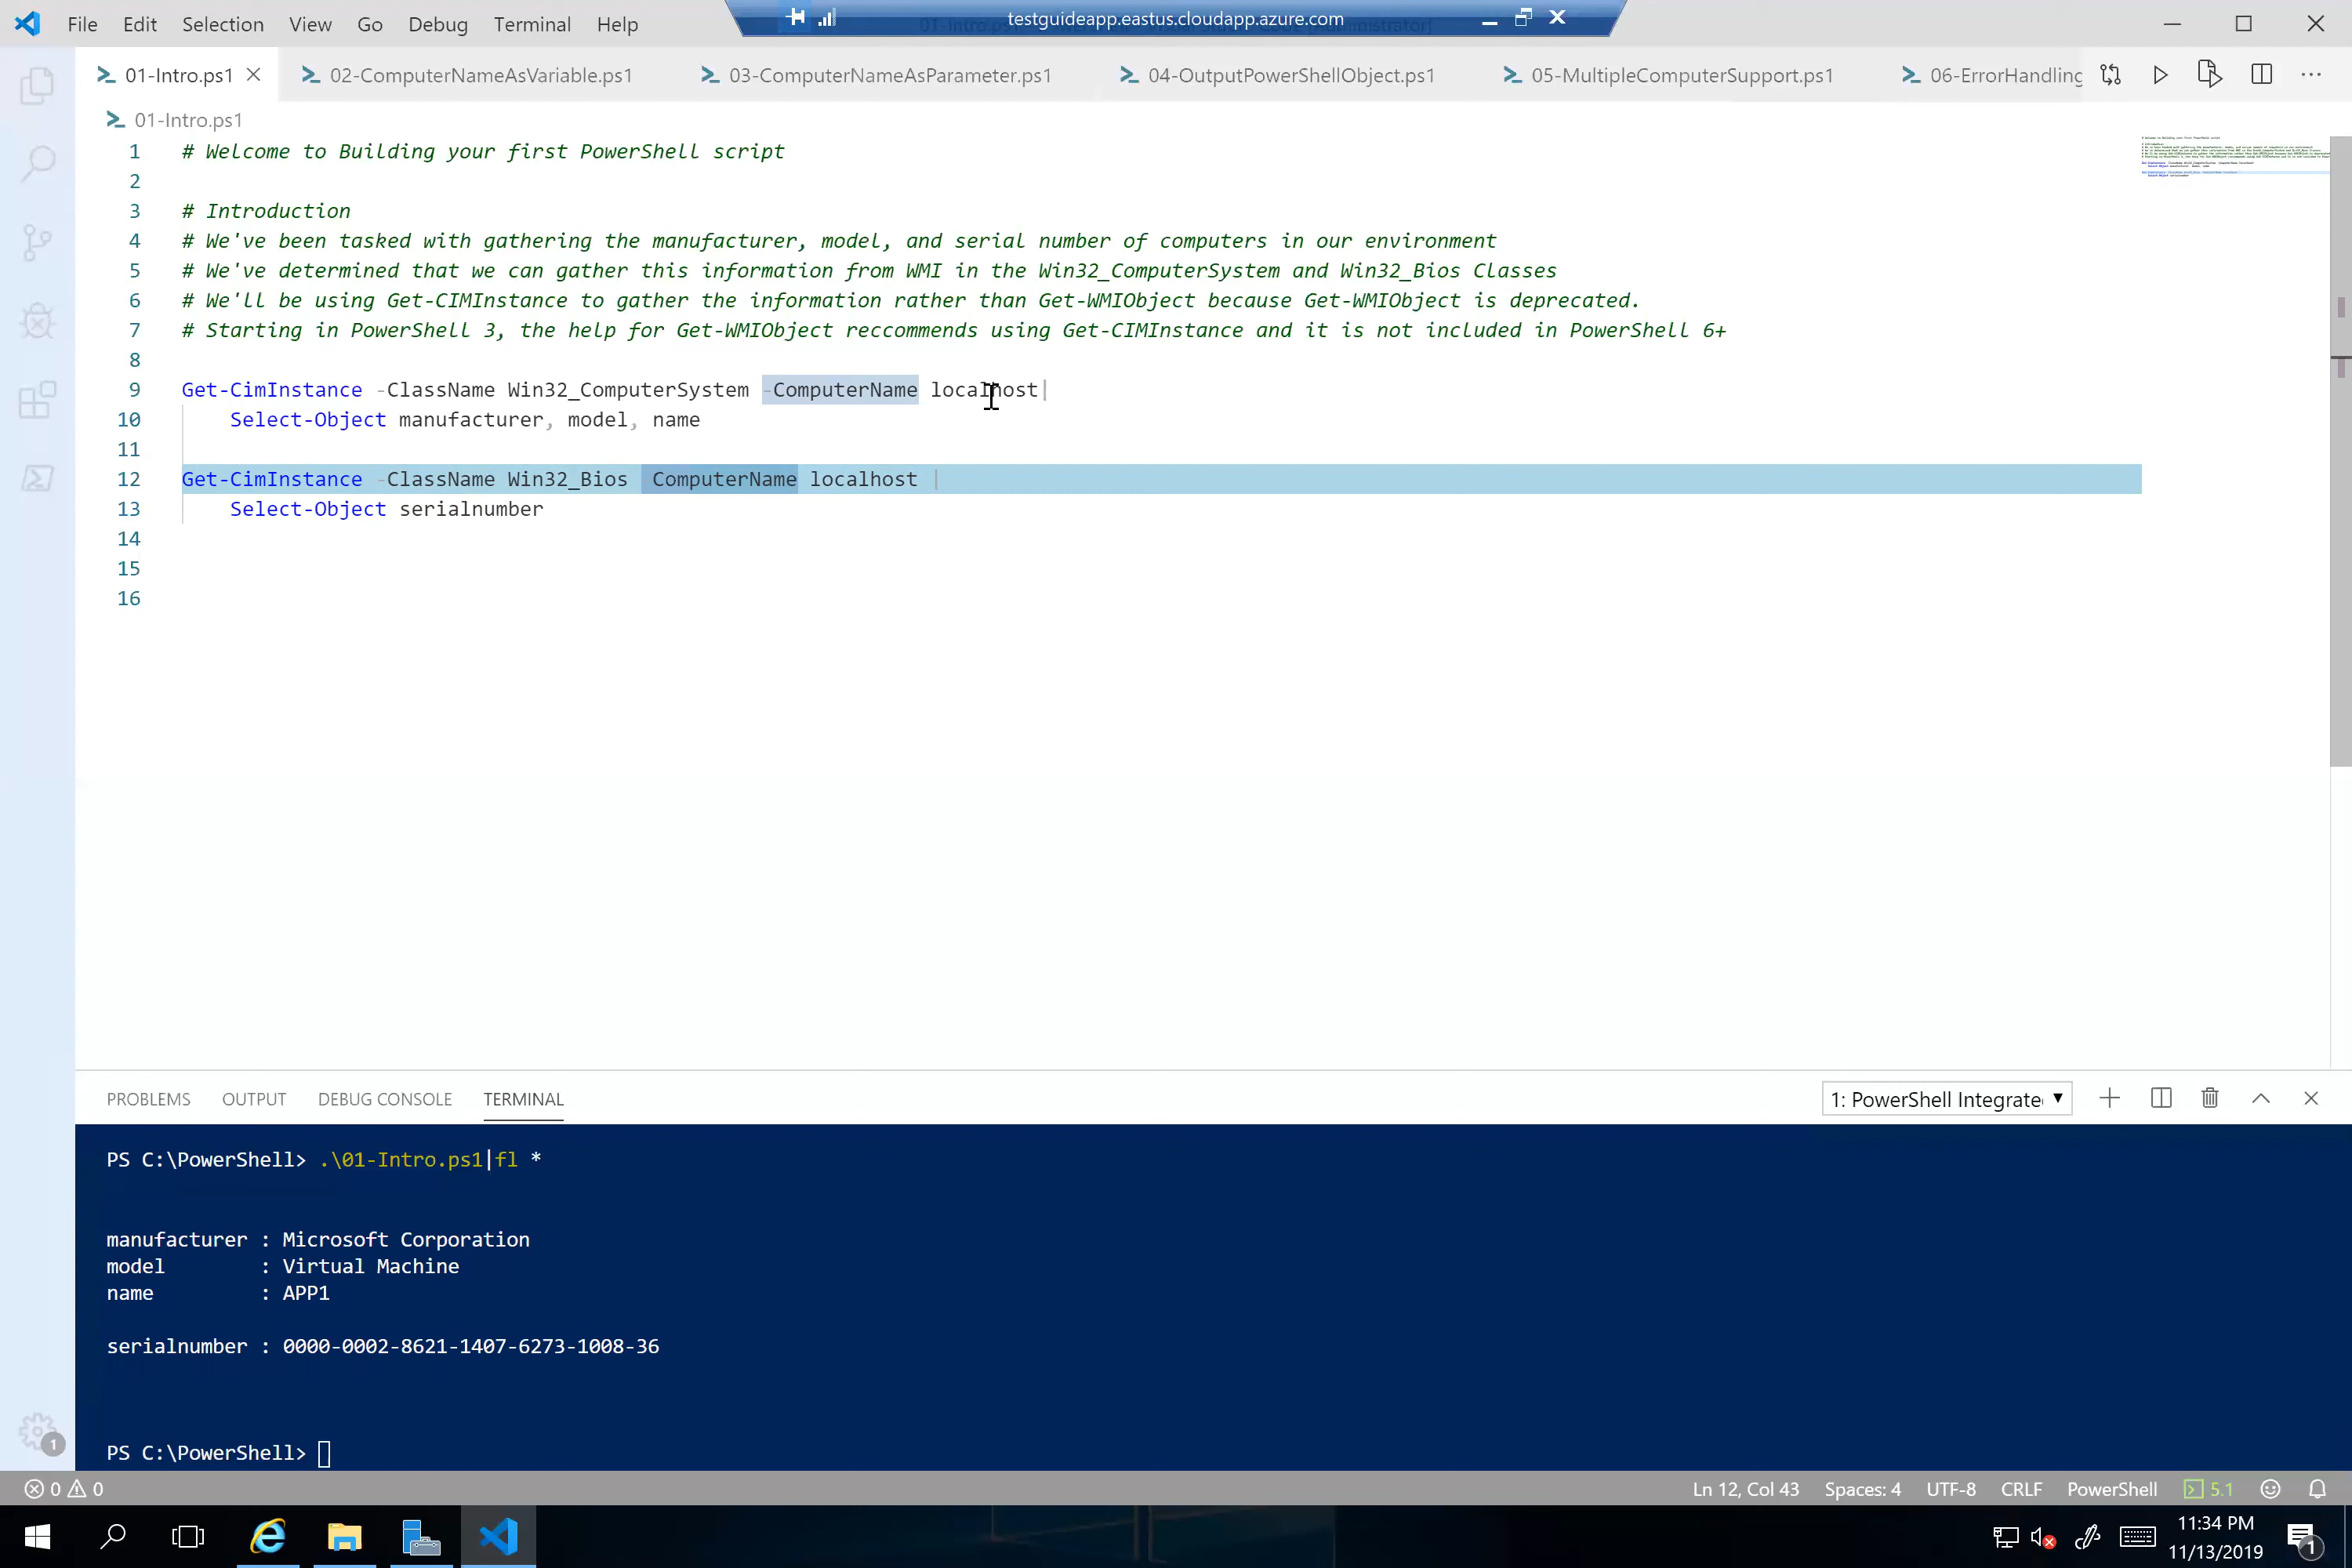 File Edit Selection View Go Debug Terminal Help
testguideapp.eastus.cloudapp.azure.com
01-Intro.ps1 02-ComputerNameAsVariable.ps1 03-ComputerNameAsParameter.ps1 04-OutputPowerShellObject.ps1 05-MultipleComputerSupport.ps1 06-ErrorHandling
01-Intro.ps1
1 # Welcome to Building your first PowerShell script
2
3 # Introduction
4 # We've been tasked with gathering the manufacturer, model, and serial number of computers in our environment
5 # We've determined that we can gather this information from WMI in the Win32_ComputerSystem and Win32_Bios Classes
6 # We'll be using Get-CIMInstance to gather the information rather than Get-WMIObject because Get-WMIObject is deprecated.
7 # Starting in PowerShell 3, the help for Get-WMIObject reccommends using Get-CIMInstance and it is not included in PowerShell 6+
8
9 Get-CimInstance -ClassName Win32_ComputerSystem -ComputerName localhost|
10 Select-Object manufacturer, model, name
11
12 Get-CimInstance -ClassName Win32_Bios ComputerName localhost |
13 Select-Object serialnumber
14
15
16
PROBLEMS OUTPUT DEBUG CONSOLE TERMINAL 1: PowerShell Integrate
PS C:\PowerShell> .\01-Intro.ps1|fl *
manufacturer : Microsoft Corporation
model : Virtual Machine
name : APP1
serialnumber : 0000-0002-8621-1407-6273-1008-36
PS C:\PowerShell>
1
0 0 Ln 12, Col 43 Spaces: 4 UTF-8 CRLF PowerShell 5.1
11:34 PM
11/13/2019
1